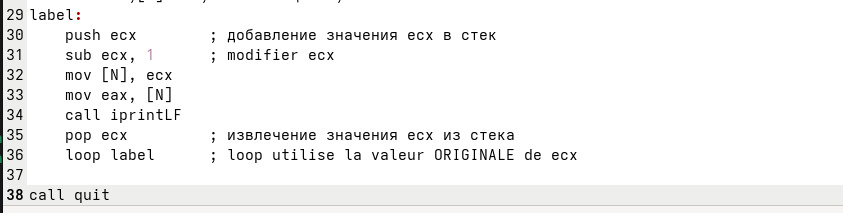 29 label:
30 push ecx ; добавление значения ecx в стек
31 sub ecx, 1 ; modifier ecx
32 mov [N], ecx
33 mov eax, [N]
34 call iprintLF
35 pop ecx ; извлечение значения ecx из стека
36 loop label ; loop utilise la valeur ORIGINALE de ecx
37
38 call quit